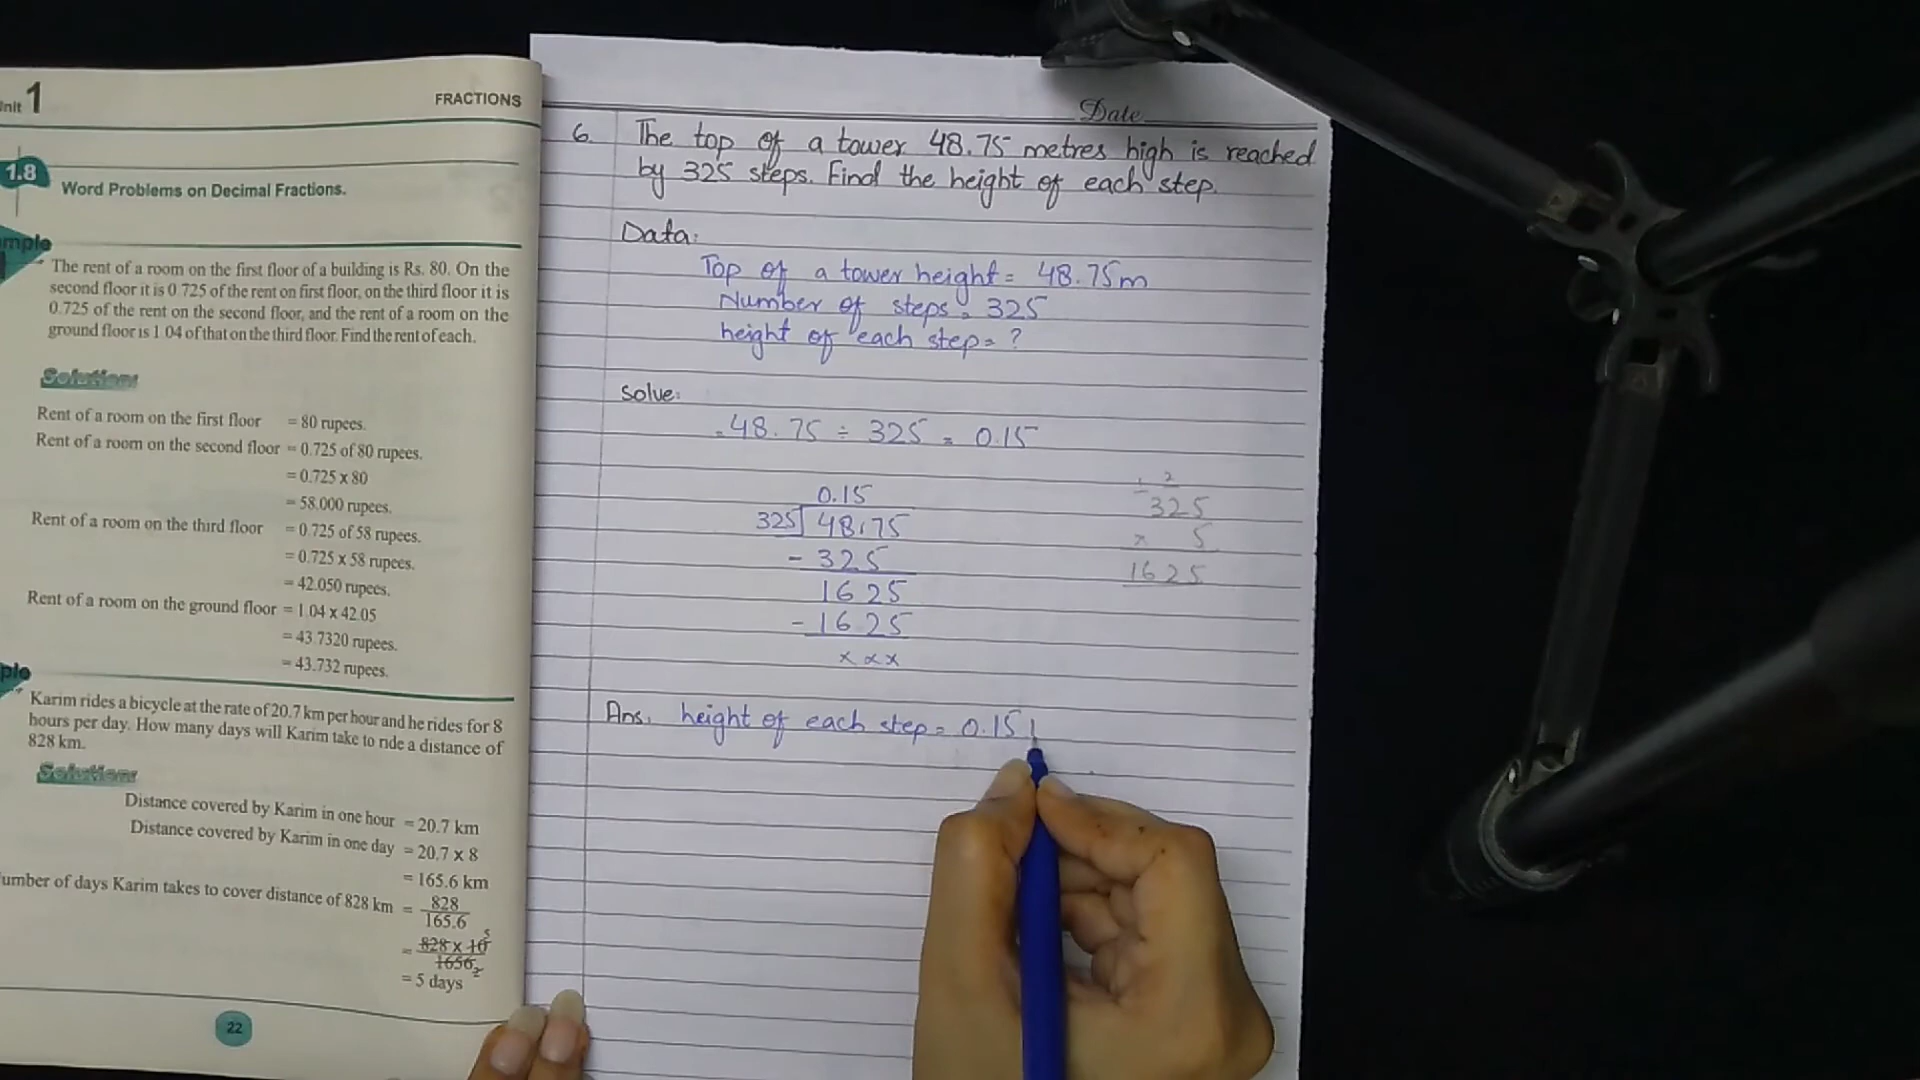 Unit 1
FRACTIONS
1.8
Word Problems on Decimal Fractions.
The rent of a room on the first floor of a building is Rs. 80. On the
second floor it is 0.725 of the rent on first floor, on the third floor it is
0.725 of the rent on the second floor, and the rent of a room on the
ground floor is 1.04 of that on the third floor. Find the rent of each.
Solution:
Rent of a room on the first floor = 80 rupees.
Rent of a room on the second floor = 0.725 of 80 rupees.
= 0.725 x 80
= 58.000 rupees.
Rent of a room on the third floor = 0.725 of 58 rupees.
= 0.725 x 58 rupees.
= 42.050 rupees.
Rent of a room on the ground floor = 1.04 x 42.05
= 43.7320 rupees.
= 43.732 rupees.
Karim rides a bicycle at the rate of 20.7 km per hour and he rides for 8
hours per day. How many days will Karim take to ride a distance of
828 km.
Solution:
Distance covered by Karim in one hour = 20.7 km
Distance covered by Karim in one day = 20.7 x 8
= 165.6 km
umber of days Karim takes to cover distance of 828 km = 828
165.6
= 828 x 10 5
1656 2
= 5 days
22
Date
6. The top of a tower 48.75 metres high is reached
by 325 steps. Find the height of each step.
Data:
Top of a tower height = 48.75m
Number of steps = 325
height of each step = ?
Solve:
= 48.75 ÷ 325 = 0.15
0.15
325 48.75
- 325
1625
- 1625
x x x
1 2
325
x 5
1625
Ans. height of each step = 0.15